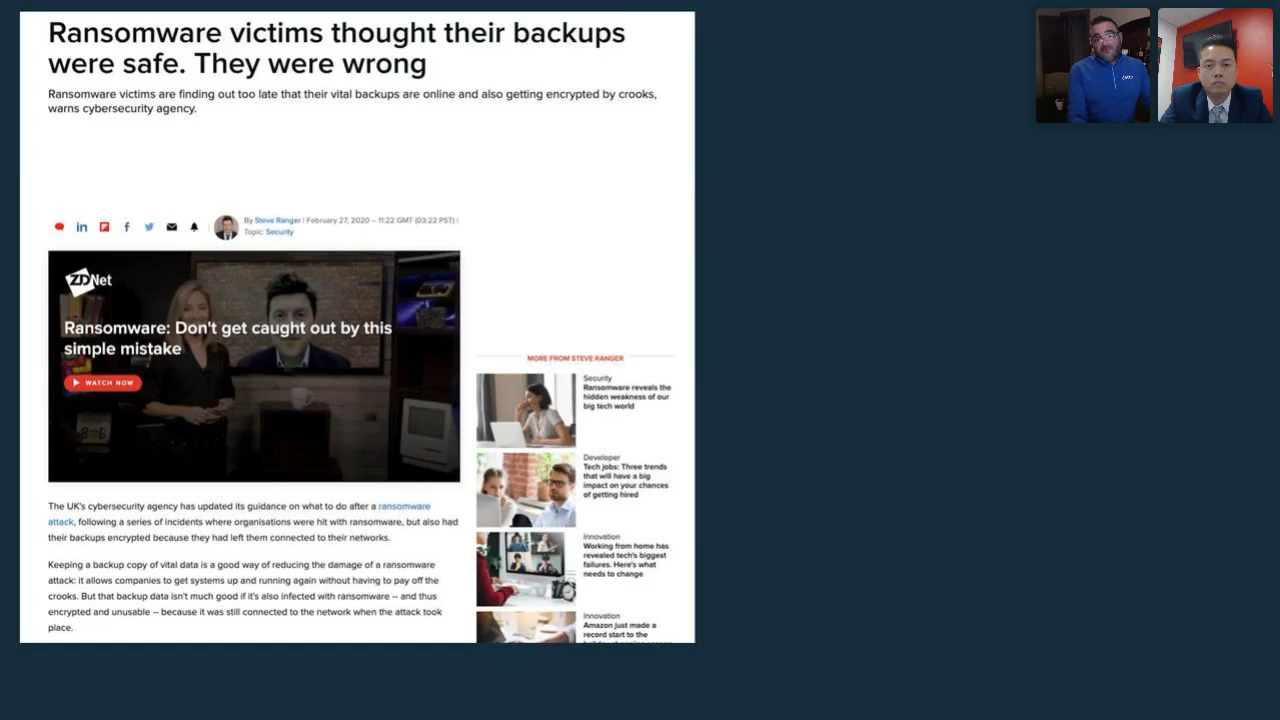 Ransomware victims thought their backups
were safe. They were wrong
Ransomware victims are finding out too late that their vital backups are online and also getting encrypted by crooks,
warns cybersecurity agency.
By Steve Ranger | February 27, 2020 -- 11:22 GMT (03:22 PST) |
Topic: Security
ZDNet
Ransomware: Don't get caught out by this
simple mistake
WATCH NOW
The UK's cybersecurity agency has updated its guidance on what to do after a ransomware
attack, following a series of incidents where organisations were hit with ransomware, but also had
their backups encrypted because they had left them connected to their networks.
Keeping a backup copy of vital data is a good way of reducing the damage of a ransomware
attack: it allows companies to get systems up and running again without having to pay off the
crooks. But that backup data isn't much good if it's also infected with ransomware -- and thus
encrypted and unusable -- because it was still connected to the network when the attack took
place.
MORE FROM STEVE RANGER
Security
Ransomware reveals the
hidden weakness of our
big tech world
Developer
Tech jobs: Three trends
that will have a big
impact on your chances
of getting hired
Innovation
Working from home has
revealed tech's biggest
failures. Here's what
needs to change
Innovation
Amazon just made a
record start to the